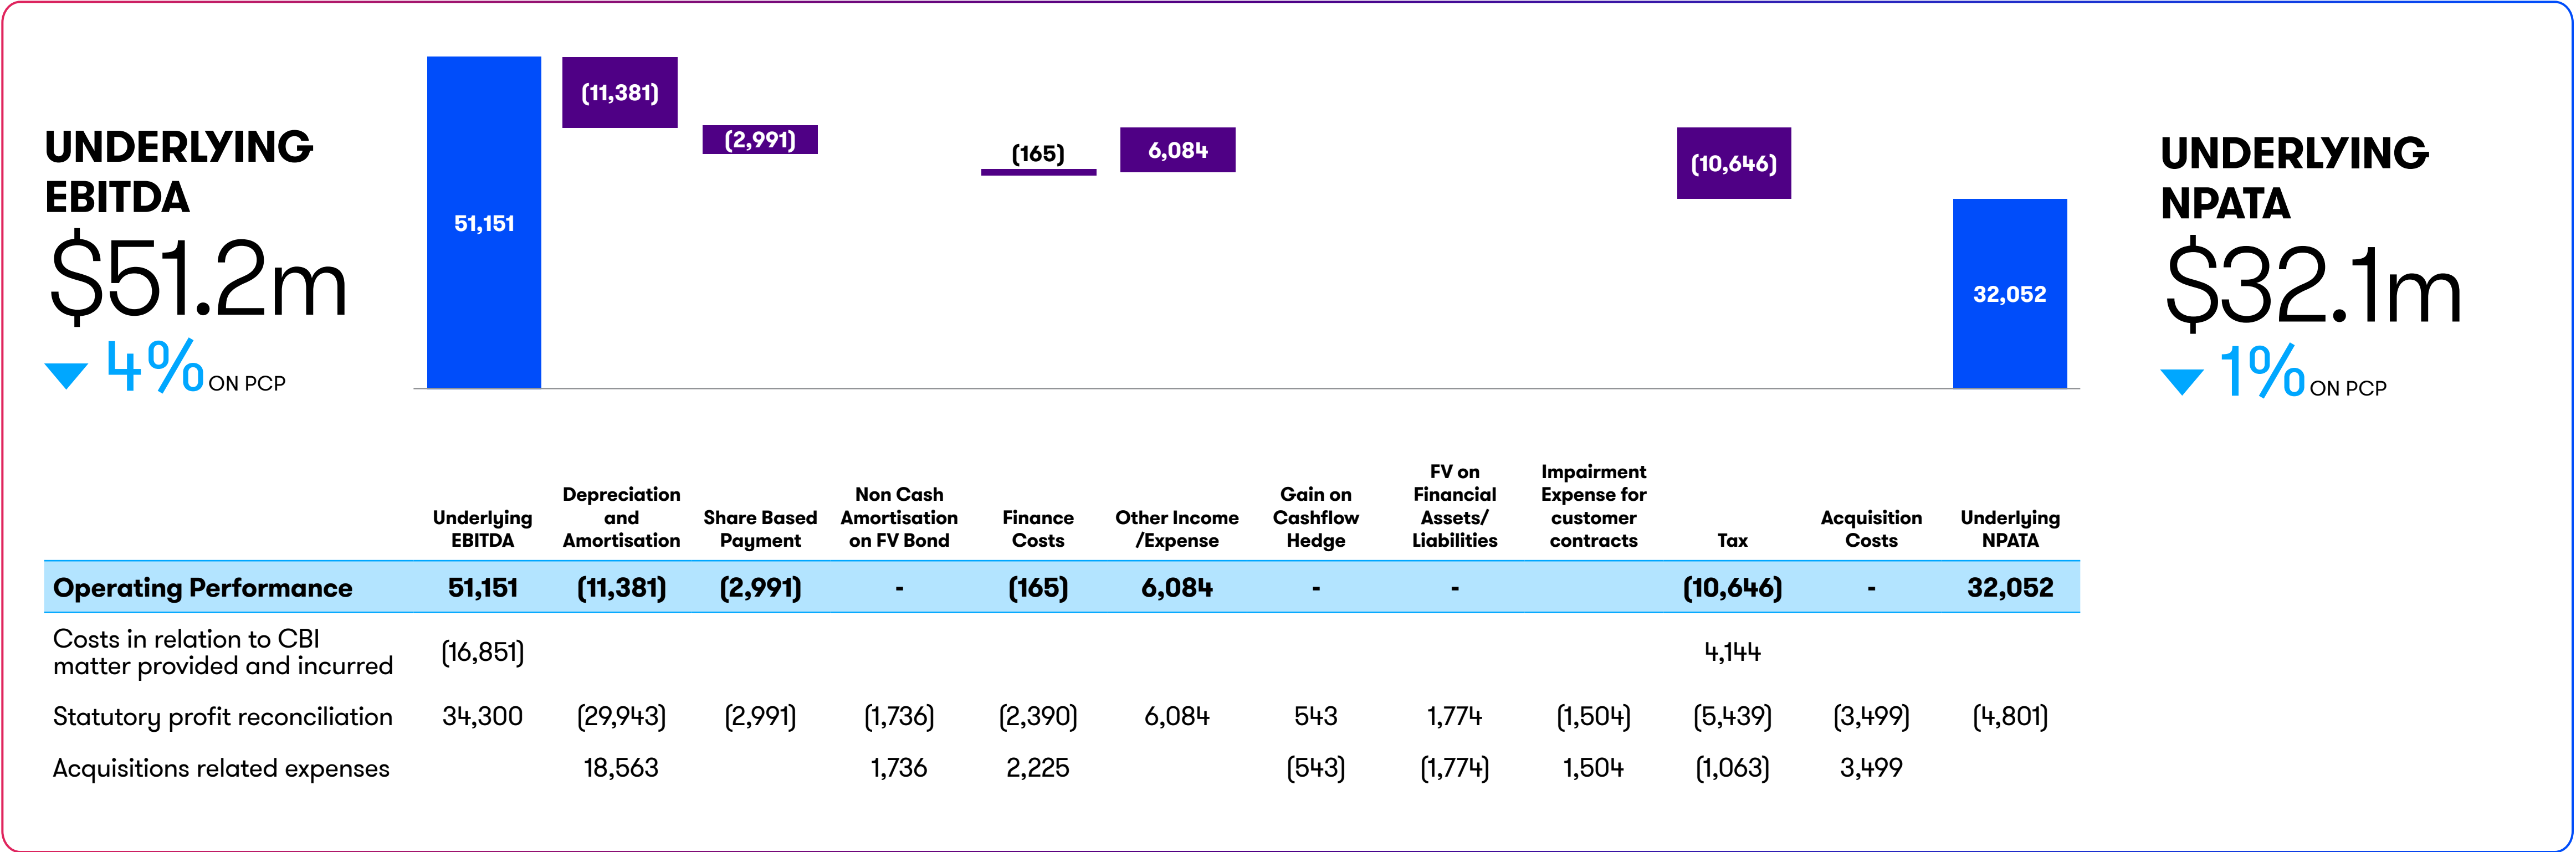 UNDERLYING
EBITDA
$51.2m
4% ON PCP
51,151
(11,381)
(2,991)
(165)
6,084
(10,646)
32,052
UNDERLYING
NPATA
$32.1m
1% ON PCP
Underlying
EBITDA
Depreciation
and
Amortisation
Share Based
Payment
Non Cash
Amortisation
on FV Bond
Finance
Costs
Other Income
/Expense
Gain on
Cashflow
Hedge
FV on
Financial
Assets/
Liabilities
Impairment
Expense for
customer
contracts
Tax
Acquisition
Costs
Underlying
NPATA
Operating Performance 51,151 (11,381) (2,991) - (165) 6,084 - - (10,646) - 32,052
Costs in relation to CBI
matter provided and incurred (16,851) 4,144
Statutory profit reconciliation 34,300 (29,943) (2,991) (1,736) (2,390) 6,084 543 1,774 (1,504) (5,439) (3,499) (4,801)
Acquisitions related expenses 18,563 1,736 2,225 (543) (1,774) 1,504 (1,063) 3,499